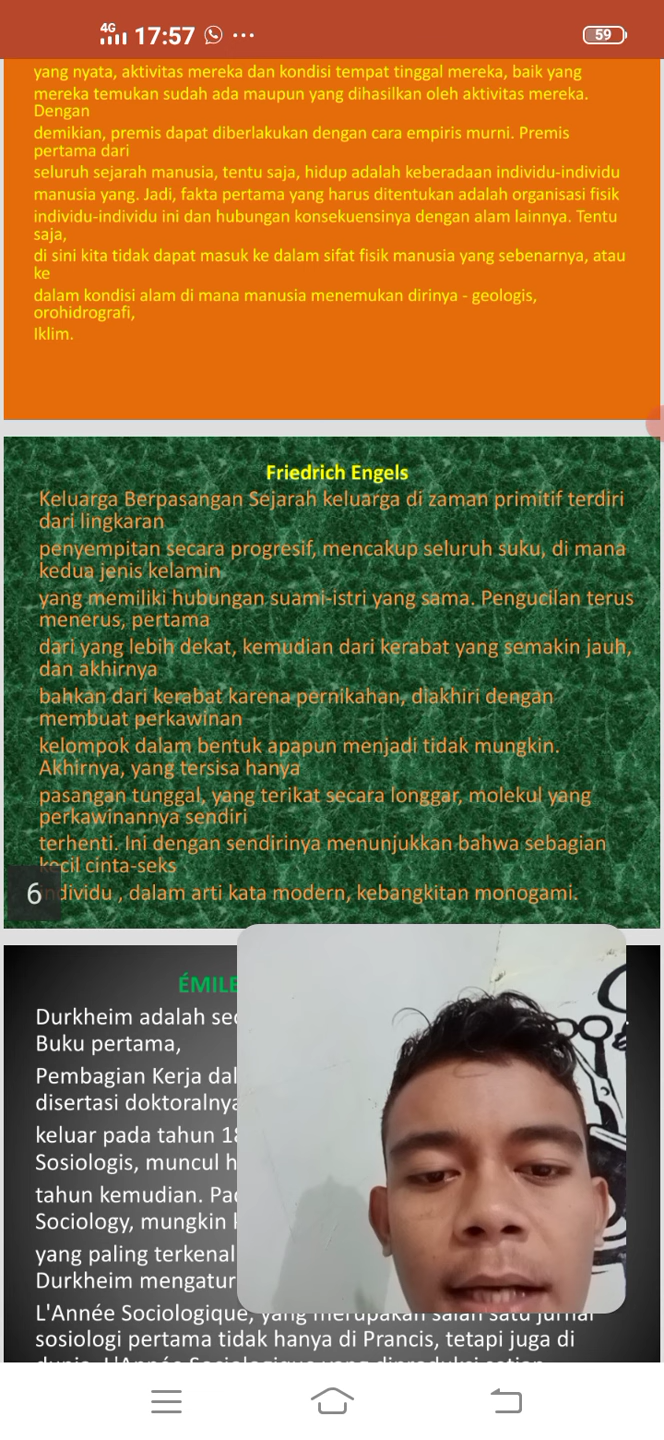 4G 17:57 ...
59
yang nyata, aktivitas mereka dan kondisi tempat tinggal mereka, baik yang
mereka temukan sudah ada maupun yang dihasilkan oleh aktivitas mereka.
Dengan
demikian, premis dapat diberlakukan dengan cara empiris murni. Premis
pertama dari
seluruh sejarah manusia, tentu saja, hidup adalah keberadaan individu-individu
manusia yang. Jadi, fakta pertama yang harus ditentukan adalah organisasi fisik
individu-individu ini dan hubungan konsekuensinya dengan alam lainnya. Tentu
saja,
di sini kita tidak dapat masuk ke dalam sifat fisik manusia yang sebenarnya, atau
ke
dalam kondisi alam di mana manusia menemukan dirinya - geologis,
orohidrografi,
Iklim.
Friedrich Engels
Keluarga Berpasangan Sejarah keluarga di zaman primitif terdiri
dari lingkaran
penyempitan secara progresif, mencakup seluruh suku, di mana
kedua jenis kelamin
yang memiliki hubungan suami-istri yang sama. Pengucilan terus
menerus, pertama
dari yang lebih dekat, kemudian dari kerabat yang semakin jauh,
dan akhirnya
bahkan dari kerabat karena pernikahan, diakhiri dengan
membuat perkawinan
kelompok dalam bentuk apapun menjadi tidak mungkin.
Akhirnya, yang tersisa hanya
pasangan tunggal, yang terikat secara longgar, molekul yang
perkawinannya sendiri
terhenti. Ini dengan sendirinya menunjukkan bahwa sebagian
kecil cinta-seks
6
individu , dalam arti kata modern, kebangkitan monogami.
ÉMILE
Durkheim adalah
Buku pertama,
Pembagian Kerja
disertasi doktoralnya
keluar pada tahun
Sosiologis, muncul
tahun kemudian.
Sociology, mungkin
yang paling terkenal
Durkheim mengatur
L'Année Sociologique, yang merupakan salah satu jurnal
sosiologi pertama tidak hanya di Prancis, tetapi juga di